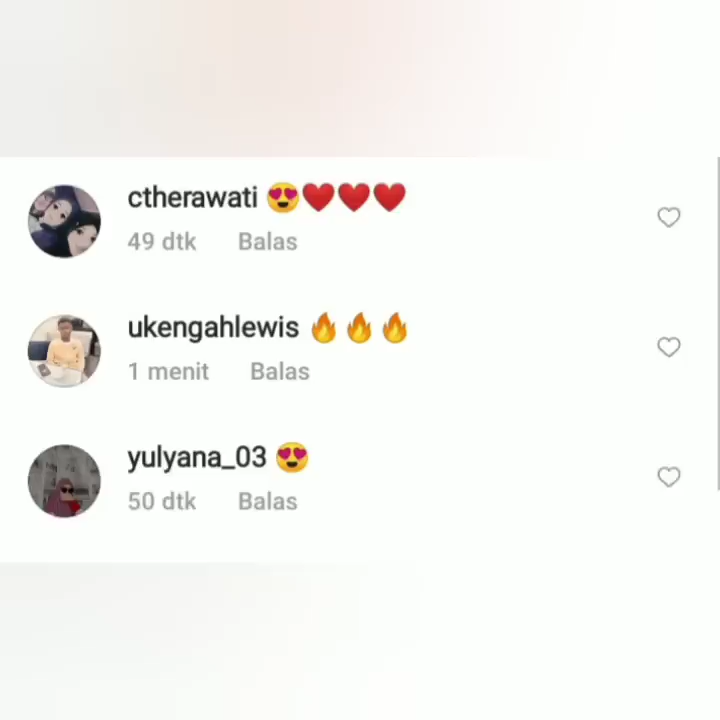 ctherawati 😍❤️❤️❤️
49 dtk Balas
ukengahlewis 🔥🔥🔥
1 menit Balas
yulyana_03 😍
50 dtk Balas